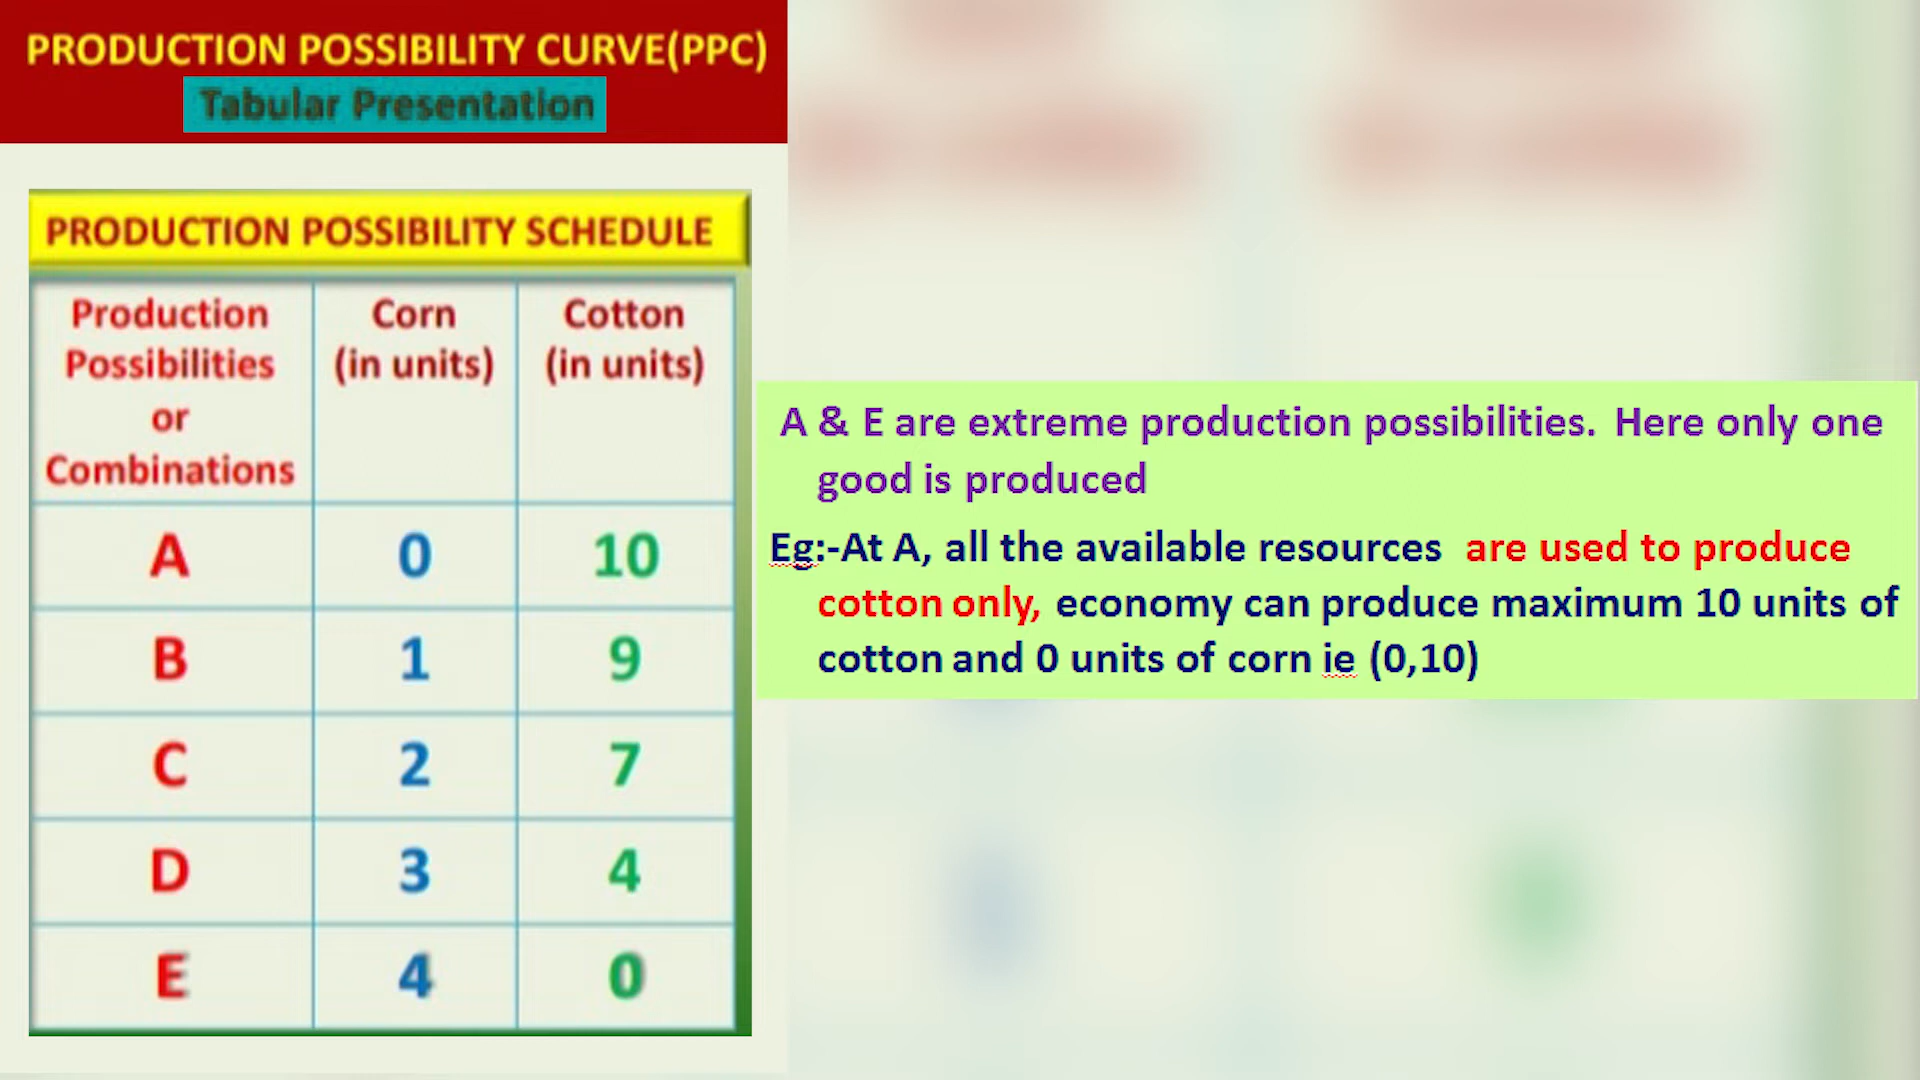 PRODUCTION POSSIBILITY CURVE(PPC)
Tabular Presentation
PRODUCTION POSSIBILITY SCHEDULE
Production Possibilities or Combinations | Corn (in units) | Cotton (in units)
A 0 10
B 1 9
C 2 7
D 3 4
E 4 0
A & E are extreme production possibilities. Here only one
good is produced
Eg:-At A, all the available resources are used to produce
cotton only, economy can produce maximum 10 units of
cotton and 0 units of corn ie (0,10)